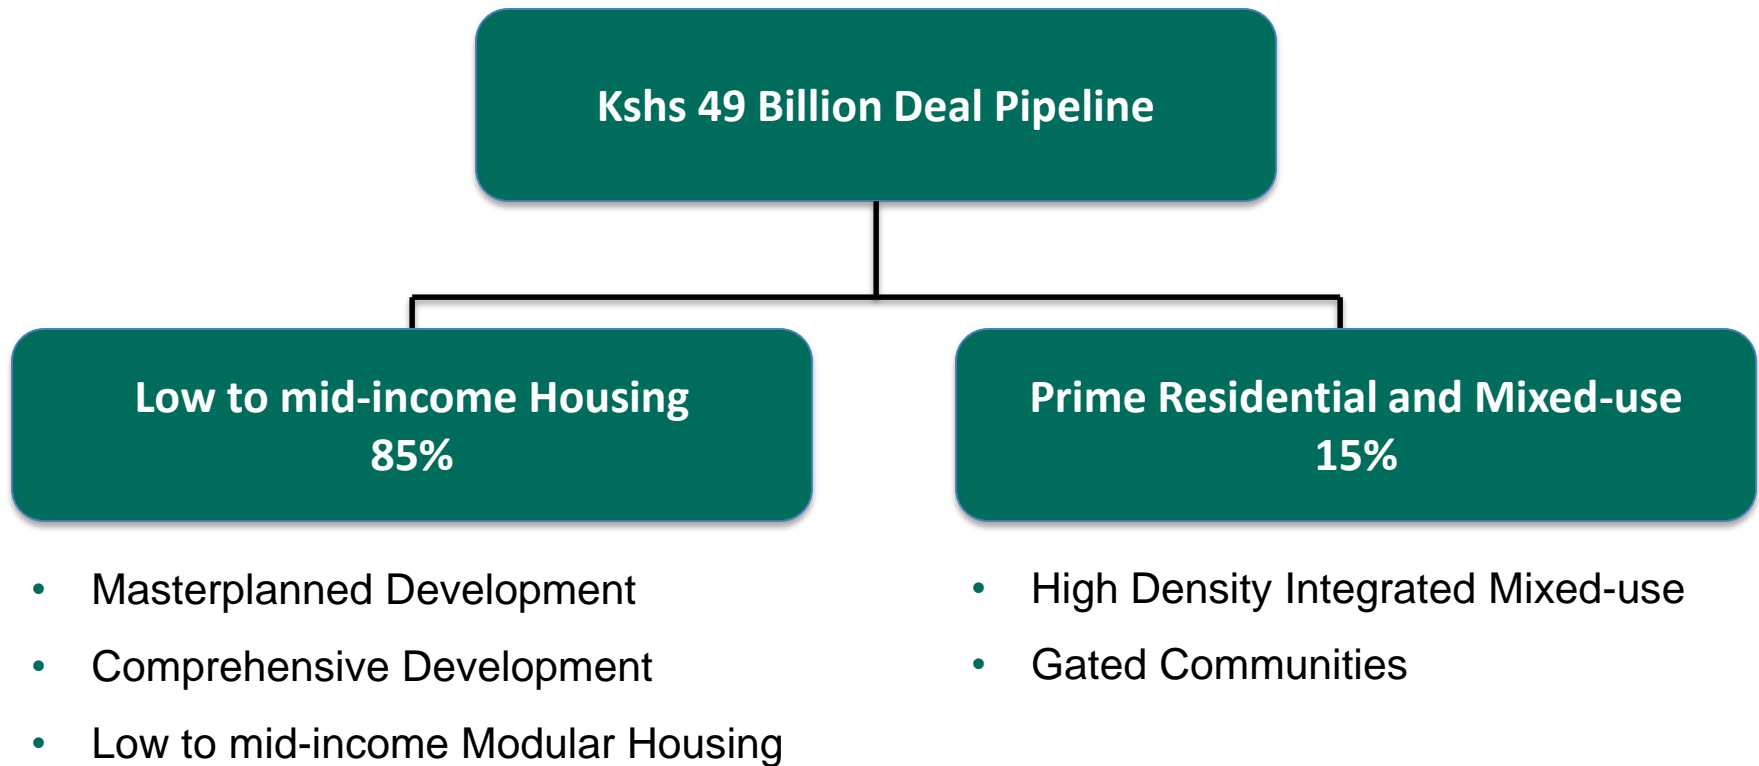 Kshs 49 Billion Deal Pipeline
Low to mid-income Housing
85%
• Masterplanned Development
• Comprehensive Development
• Low to mid-income Modular Housing
Prime Residential and Mixed-use
15%
• High Density Integrated Mixed-use
• Gated Communities